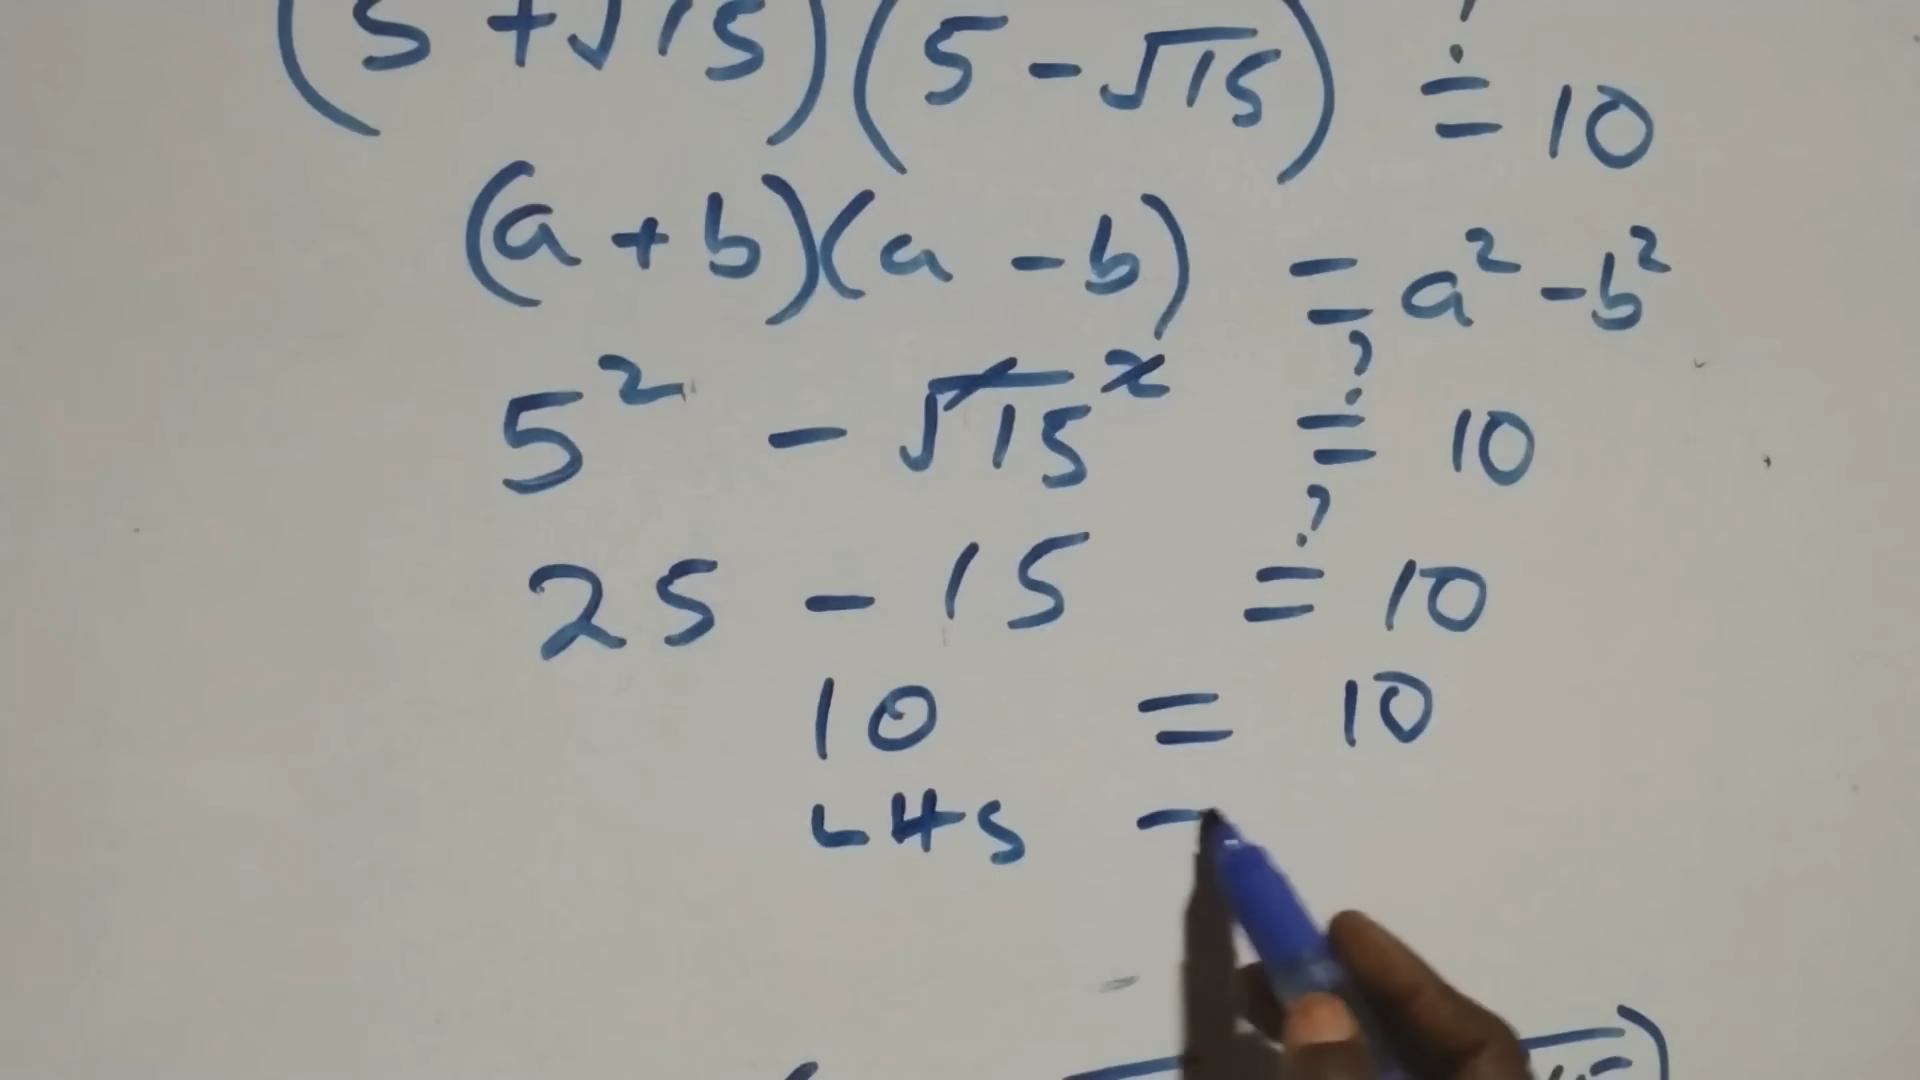 (5 + √15)(5 - √15) ?= 10
(a + b)(a - b) = a² - b²
5² - √15² ?= 10
25 - 15 ?= 10
10 = 10
LHS -